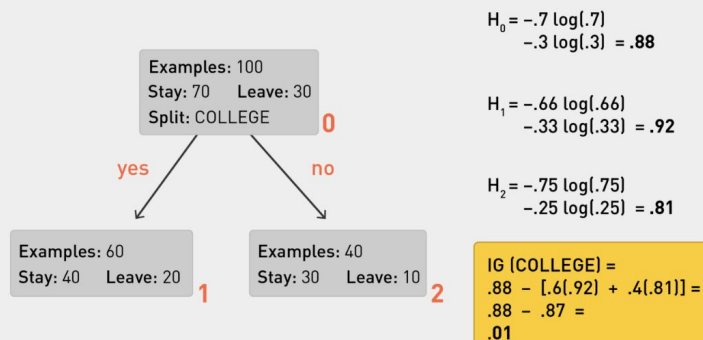 Examples: 100
Stay: 70 Leave: 30
Split: COLLEGE
0
yes
no
Examples: 60
Stay: 40 Leave: 20
1
Examples: 40
Stay: 30 Leave: 10
2
H₀ = –.7 log(.7)
–.3 log(.3) = .88
H₁ = –.66 log(.66)
–.33 log(.33) = .92
H₂ = –.75 log(.75)
–.25 log(.25) = .81
IG (COLLEGE) =
.88 - [.6(.92) + .4(.81)] =
.88 - .87 =
.01